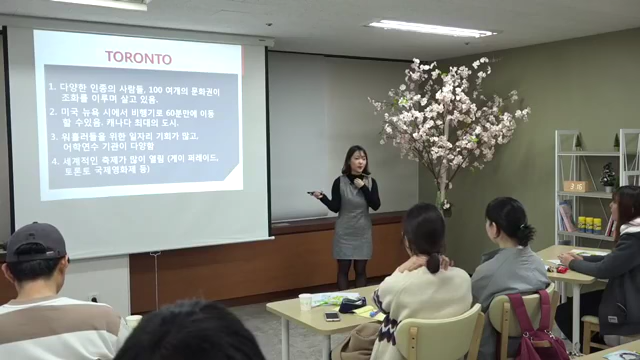 TORONTO
1. 다양한 인종의 사람들, 100 여개의 문화권이
조화를 이루며 살고 있음.
2. 미국 뉴욕 시에서 비행기로 60분만에 이동
할 수있음. 캐나다 최대의 도시.
3. 워홀러들을 위한 일자리 기회가 많고,
어학연수 기관이 다양함
4. 세계적인 축제가 많이 열림 (게이 퍼레이드,
토론토 국제영화제 등)